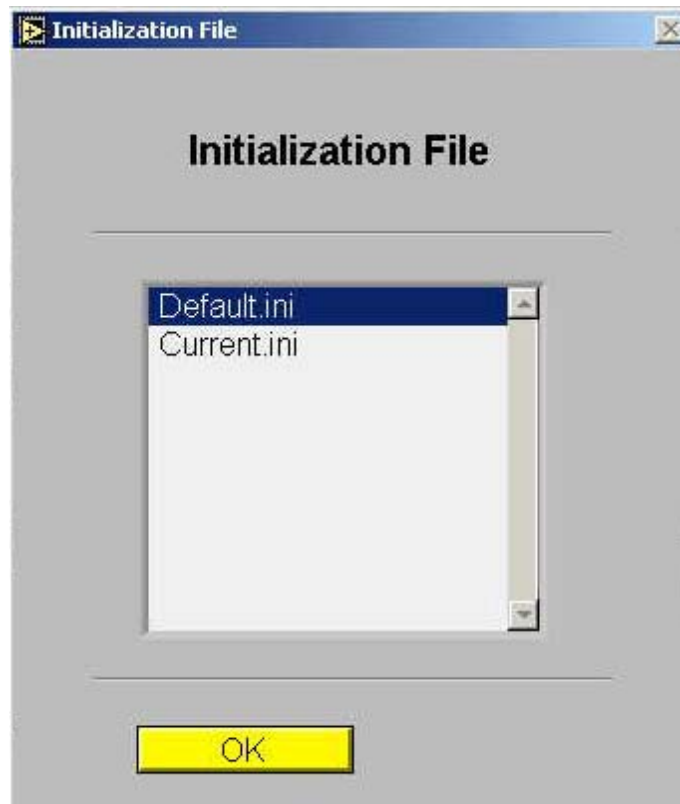 Initialization File
Initialization File
Default.ini
Current.ini
OK